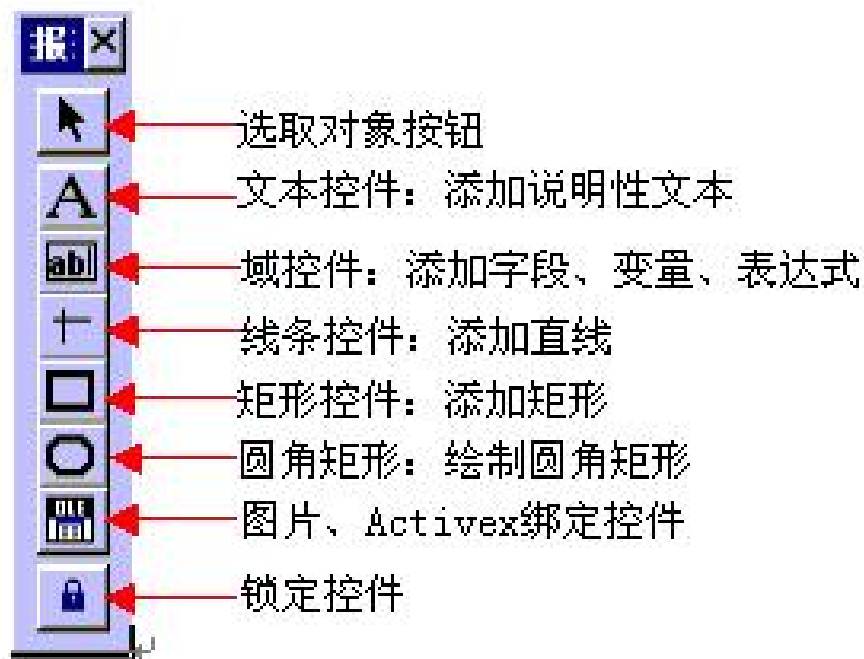 报
选取对象按钮
A 文本控件：添加说明性文本
ab 域控件：添加字段、变量、表达式
线条控件：添加直线
矩形控件：添加矩形
圆角矩形：绘制圆角矩形
OLE 图片、Activex绑定控件
锁定控件